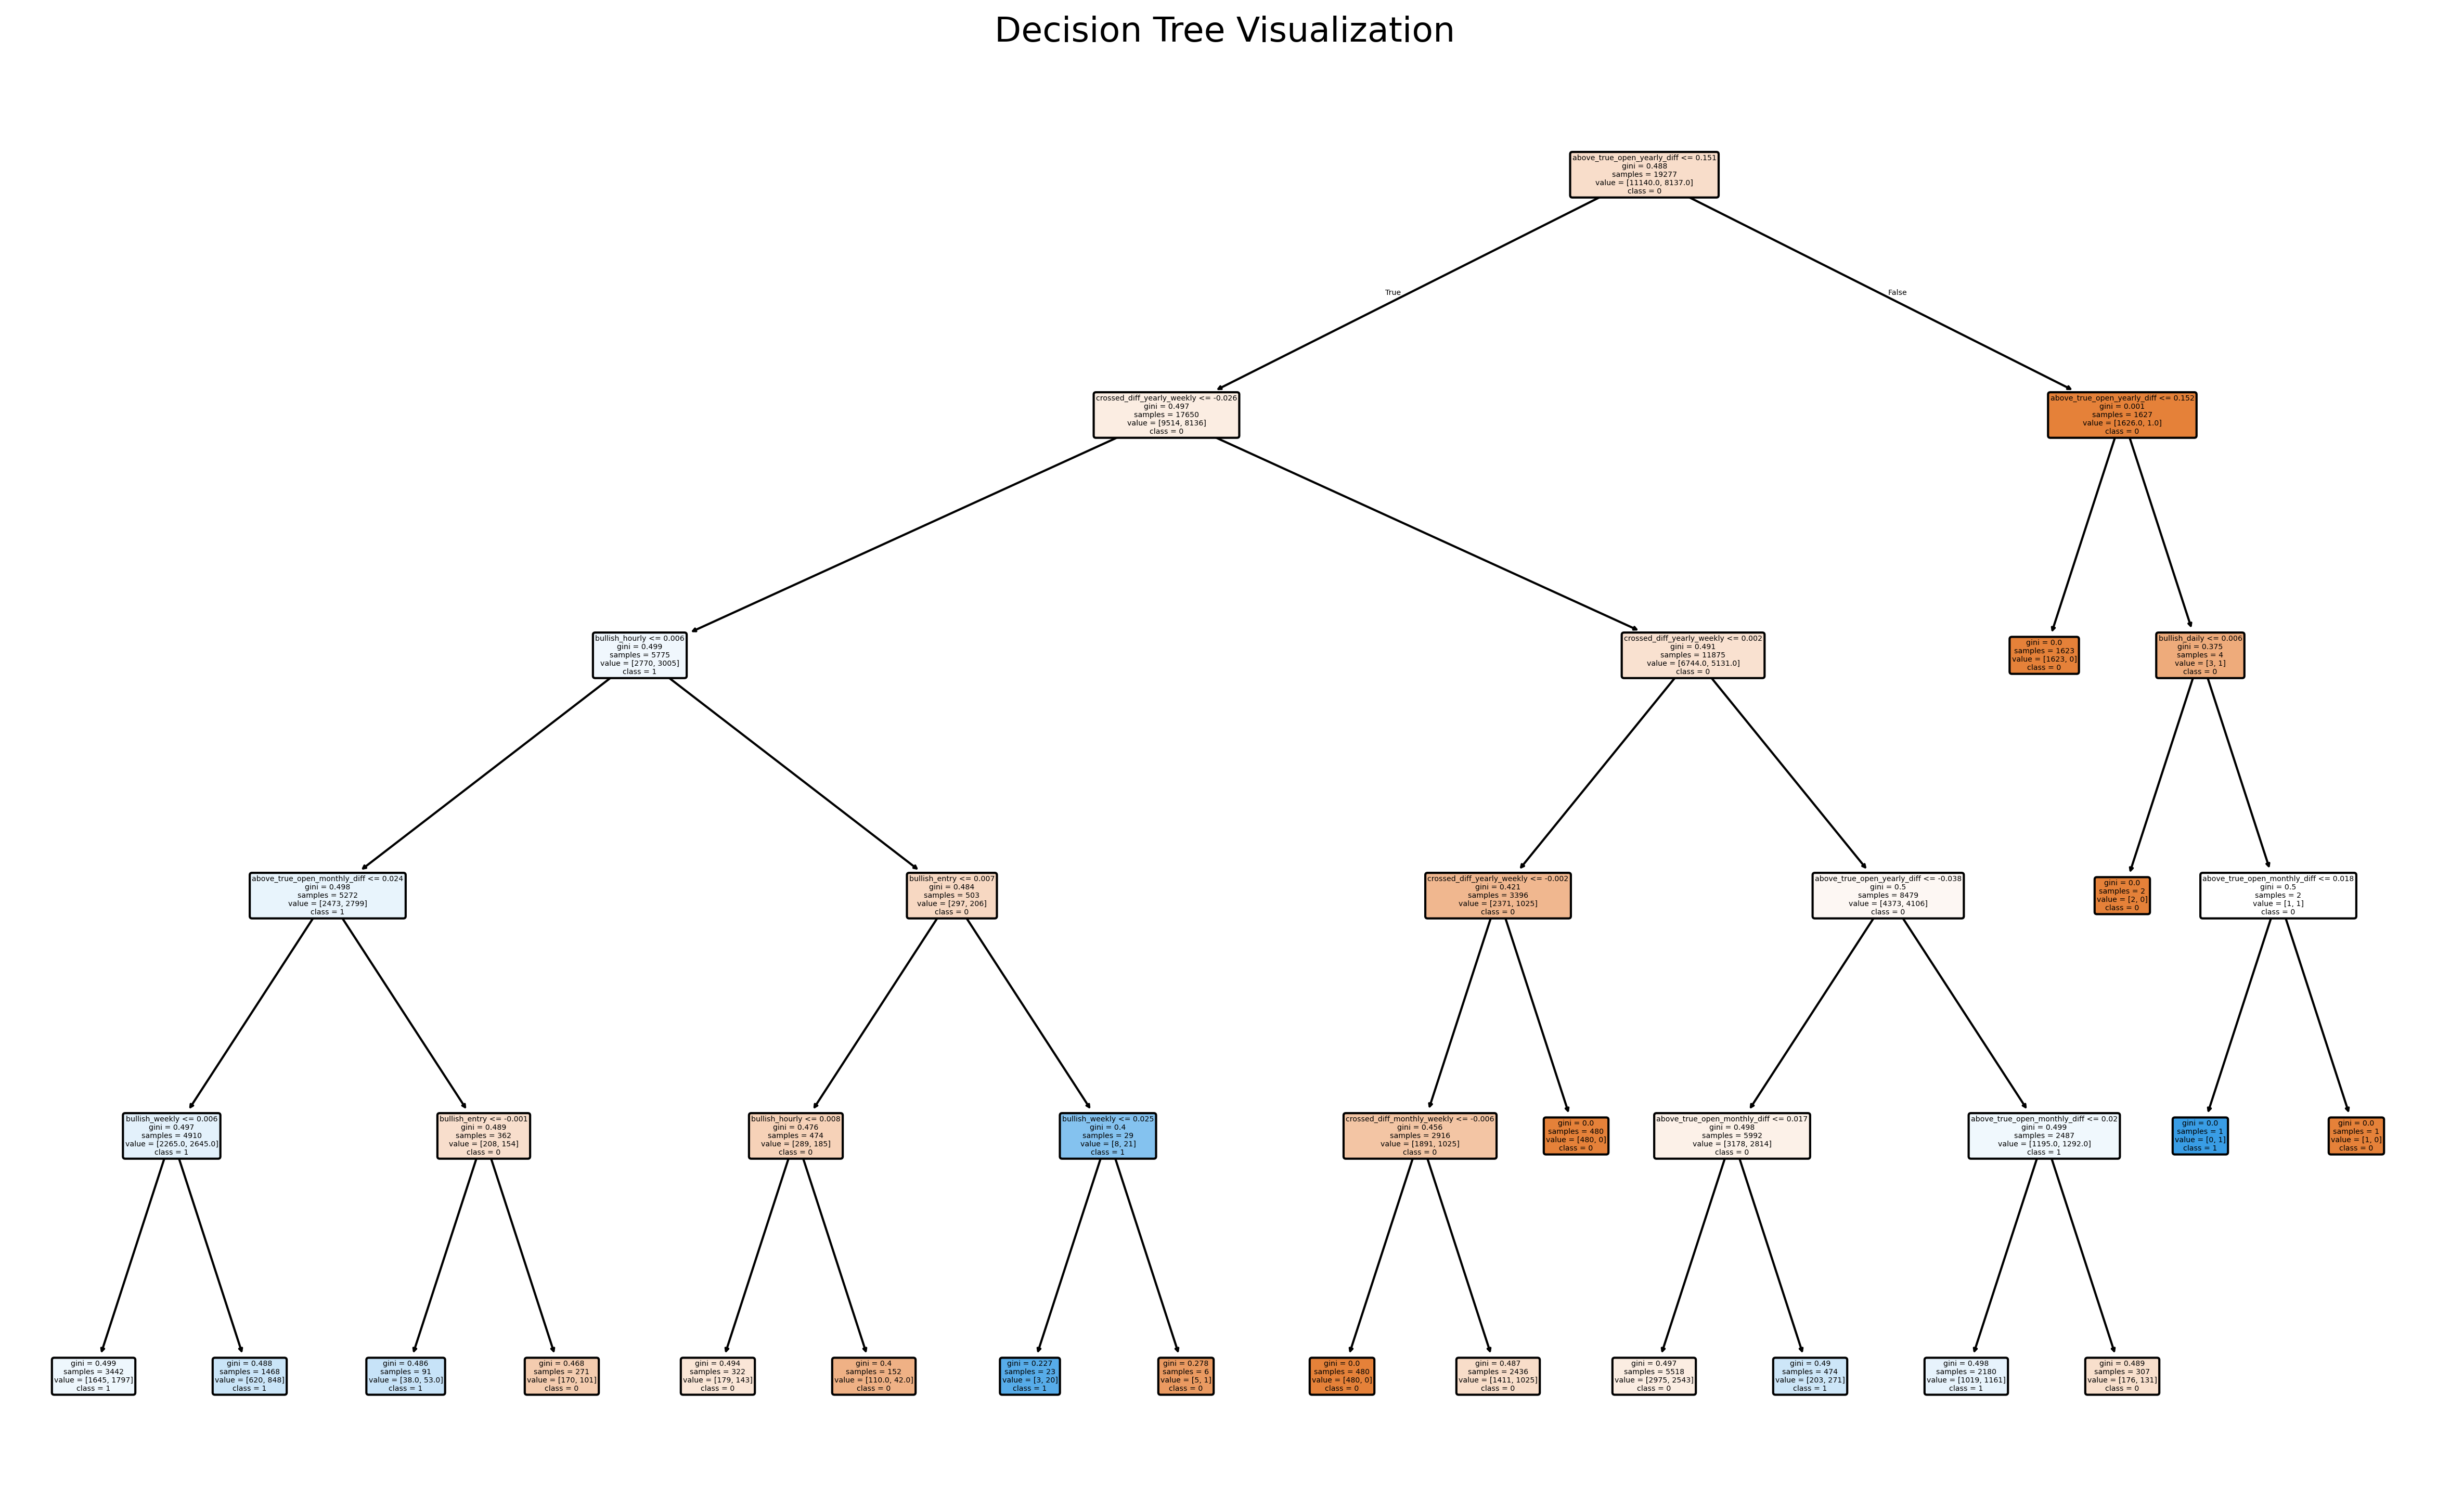 Decision Tree Visualization
above_true_open_yearly_diff <= 0.151
gini = 0.488
samples = 19277
value = [11140.0, 8137.0]
class = 0
True
False
crossed_diff_yearly_weekly <= -0.026
gini = 0.497
samples = 17650
value = [9514, 8136]
class = 0
above_true_open_yearly_diff <= 0.152
gini = 0.001
samples = 1627
value = [1626.0, 1.0]
class = 0
bullish_hourly <= 0.006
gini = 0.499
samples = 5775
value = [2770, 3005]
class = 1
crossed_diff_yearly_weekly <= 0.002
gini = 0.491
samples = 11875
value = [6744.0, 5131.0]
class = 0
gini = 0.0
samples = 1623
value = [1623, 0]
class = 0
bullish_daily <= 0.006
gini = 0.375
samples = 4
value = [3, 1]
class = 0
above_true_open_monthly_diff <= 0.024
gini = 0.498
samples = 5272
value = [2473, 2799]
class = 1
bullish_entry <= 0.007
gini = 0.484
samples = 503
value = [297, 206]
class = 0
crossed_diff_yearly_weekly <= -0.002
gini = 0.421
samples = 3396
value = [2371, 1025]
class = 0
above_true_open_yearly_diff <= -0.038
gini = 0.5
samples = 8479
value = [4373, 4106]
class = 0
gini = 0.0
samples = 2
value = [2, 0]
class = 0
above_true_open_monthly_diff <= 0.018
gini = 0.5
samples = 2
value = [1, 1]
class = 0
bullish_weekly <= 0.006
gini = 0.497
samples = 4910
value = [2265.0, 2645.0]
class = 1
bullish_entry <= -0.001
gini = 0.489
samples = 362
value = [208, 154]
class = 0
bullish_hourly <= 0.008
gini = 0.476
samples = 474
value = [289, 185]
class = 0
bullish_weekly <= 0.025
gini = 0.4
samples = 29
value = [8, 21]
class = 1
crossed_diff_monthly_weekly <= -0.006
gini = 0.456
samples = 2916
value = [1891, 1025]
class = 0
gini = 0.0
samples = 480
value = [480, 0]
class = 0
above_true_open_monthly_diff <= 0.017
gini = 0.498
samples = 5992
value = [3178, 2814]
class = 0
above_true_open_monthly_diff <= 0.02
gini = 0.499
samples = 2487
value = [1195.0, 1292.0]
class = 1
gini = 0.0
samples = 1
value = [0, 1]
class = 1
gini = 0.0
samples = 1
value = [1, 0]
class = 0
gini = 0.499
samples = 3442
value = [1645, 1797]
class = 1
gini = 0.488
samples = 1468
value = [620, 848]
class = 1
gini = 0.486
samples = 91
value = [38.0, 53.0]
class = 1
gini = 0.468
samples = 271
value = [170, 101]
class = 0
gini = 0.494
samples = 322
value = [179, 143]
class = 0
gini = 0.4
samples = 152
value = [110.0, 42.0]
class = 0
gini = 0.227
samples = 23
value = [3, 20]
class = 1
gini = 0.278
samples = 6
value = [5, 1]
class = 0
gini = 0.0
samples = 480
value = [480, 0]
class = 0
gini = 0.487
samples = 2436
value = [1411, 1025]
class = 0
gini = 0.497
samples = 5518
value = [2975, 2543]
class = 0
gini = 0.49
samples = 474
value = [203, 271]
class = 1
gini = 0.498
samples = 2180
value = [1019, 1161]
class = 1
gini = 0.489
samples = 307
value = [176, 131]
class = 0